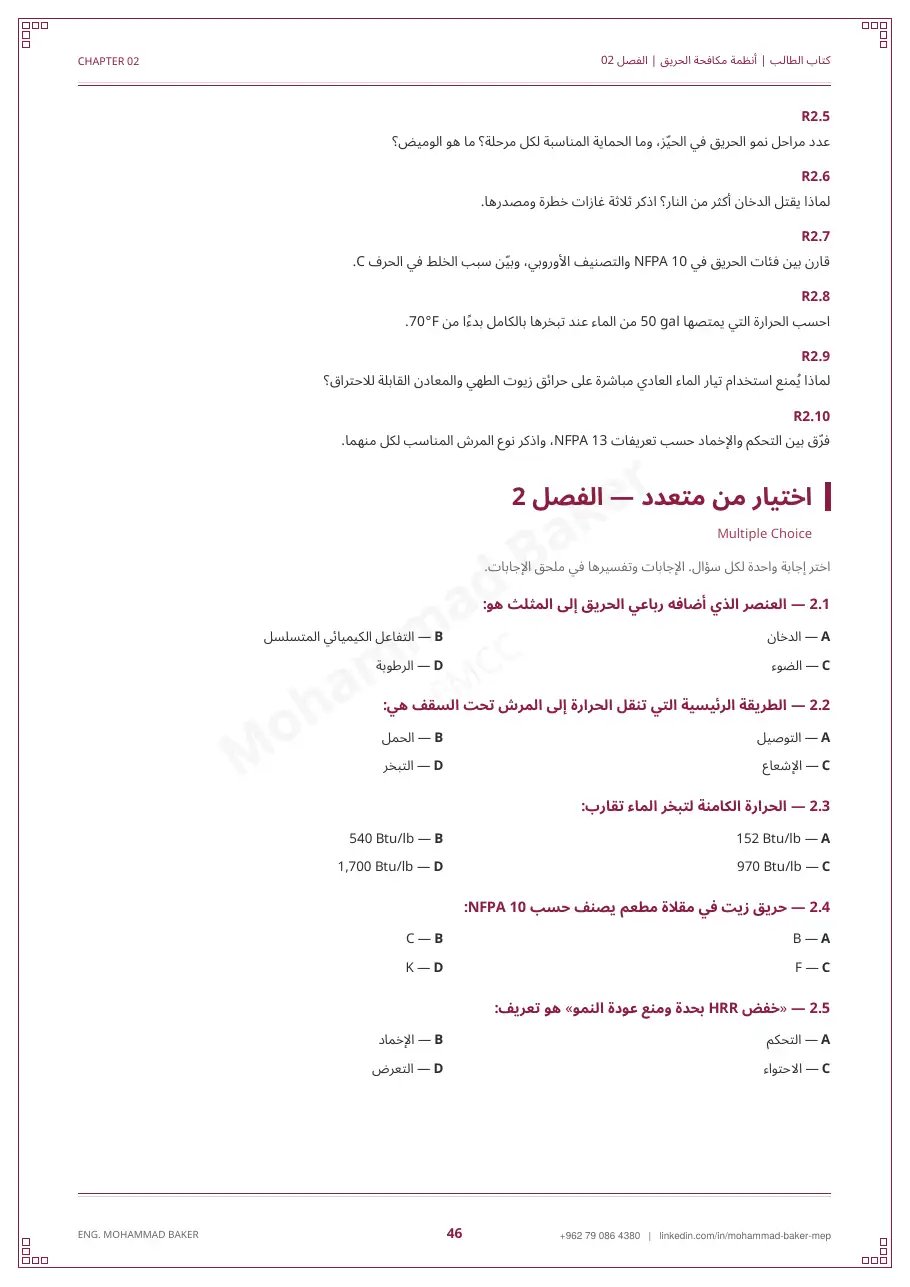 كتاب الطالب | أنظمة مكافحة الحريق | الفصل 02
CHAPTER 02
R2.5
عدد مراحل نمو الحريق في الحيّز، وما الحماية المناسبة لكل مرحلة؟ ما هو الوميض؟
R2.6
لماذا يقتل الدخان أكثر من النار؟ اذكر ثلاثة غازات خطرة ومصدرها.
R2.7
قارن بين فئات الحريق في NFPA 10 والتصنيف الأوروبي، وبيّن سبب الخلط في الحرف C.
R2.8
احسب الحرارة التي يمتصها 50 gal من الماء عند تبخرها بالكامل بدءًا من 70°F.
R2.9
لماذا يُمنع استخدام تيار الماء العادي مباشرة على حرائق زيوت الطهي والمعادن القابلة للاحتراق؟
R2.10
فرّق بين التحكم والإخماد حسب تعريفات NFPA 13، واذكر نوع المرش المناسب لكل منهما.
اختيار من متعدد — الفصل 2
Multiple Choice
اختر إجابة واحدة لكل سؤال. الإجابات وتفسيرها في ملحق الإجابات.
2.1 — العنصر الذي أضافه رباعي الحريق إلى المثلث هو:
A — الدخان
B — التفاعل الكيميائي المتسلسل
C — الضوء
D — الرطوبة
2.2 — الطريقة الرئيسية التي تنقل الحرارة إلى المرش تحت السقف هي:
A — التوصيل
B — الحمل
C — الإشعاع
D — التبخر
2.3 — الحرارة الكامنة لتبخر الماء تقارب:
A — 152 Btu/lb
B — 540 Btu/lb
C — 970 Btu/lb
D — 1,700 Btu/lb
2.4 — حريق زيت في مقلاة مطعم يصنف حسب NFPA 10:
A — B
B — C
C — F
D — K
2.5 — «خفض HRR بحدة ومنع عودة النمو» هو تعريف:
A — التحكم
B — الإخماد
C — الاحتواء
D — التعرض
Mohammad Baker
FMCC
ENG. MOHAMMAD BAKER
46
+962 79 086 4380 | linkedin.com/in/mohammad-baker-mep